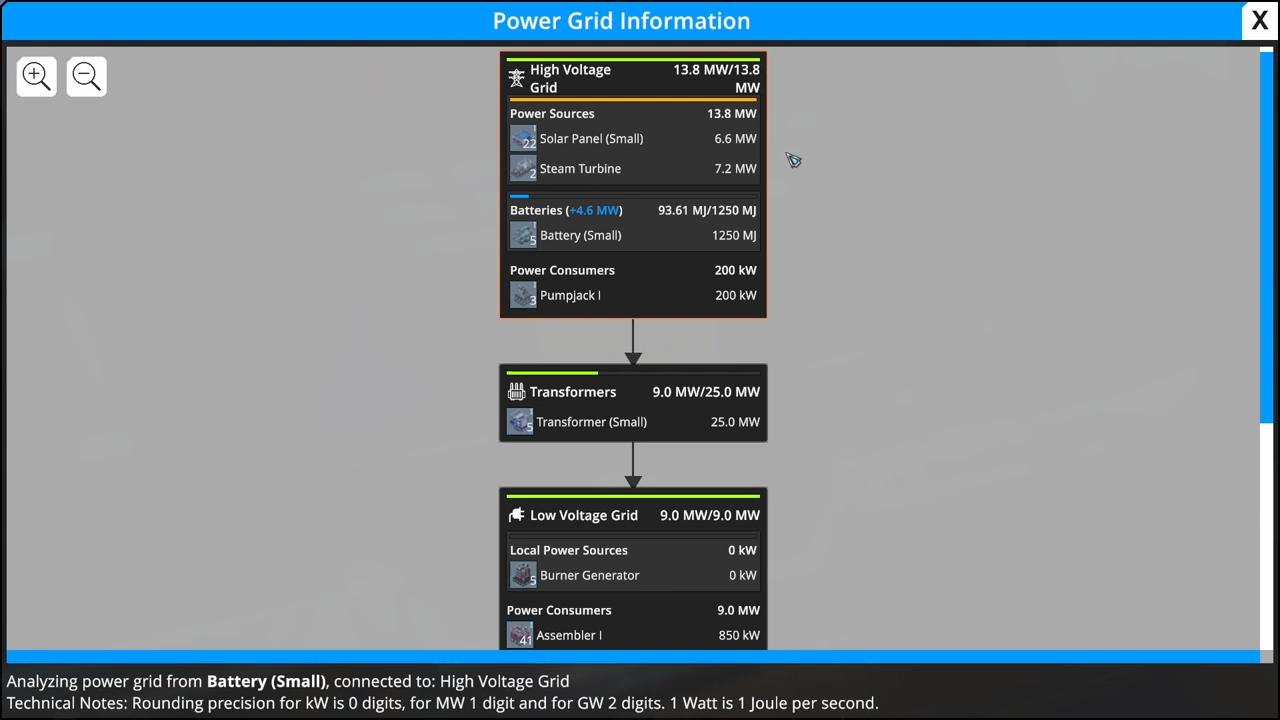 Power Grid Information
X
High Voltage Grid 13.8 MW/13.8 MW
Power Sources 13.8 MW
22 Solar Panel (Small) 6.6 MW
2 Steam Turbine 7.2 MW
Batteries (+4.6 MW) 93.61 MJ/1250 MJ
5 Battery (Small) 1250 MJ
Power Consumers 200 kW
3 Pumpjack I 200 kW
Transformers 9.0 MW/25.0 MW
5 Transformer (Small) 25.0 MW
Low Voltage Grid 9.0 MW/9.0 MW
Local Power Sources 0 kW
5 Burner Generator 0 kW
Power Consumers 9.0 MW
41 Assembler I 850 kW
Analyzing power grid from Battery (Small), connected to: High Voltage Grid
Technical Notes: Rounding precision for kW is 0 digits, for MW 1 digit and for GW 2 digits. 1 Watt is 1 Joule per second.